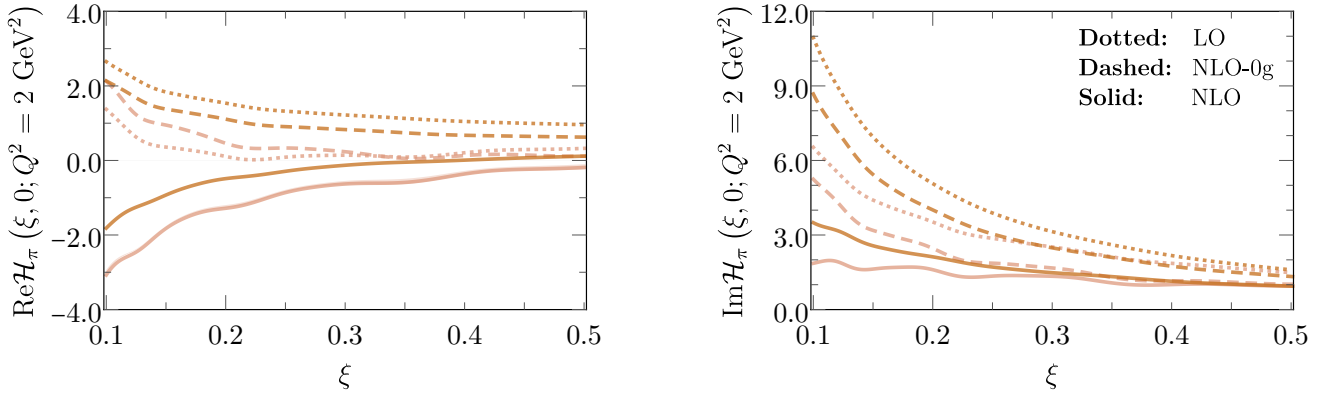 4.0
2.0
0.0
−2.0
−4.0
0.1
0.2
0.3
0.4
0.5
ξ
Reℋ_π (ξ, 0; Q² = 2 GeV²)
12.0
9.0
6.0
3.0
0.0
0.1
0.2
0.3
0.4
0.5
ξ
Imℋ_π (ξ, 0; Q² = 2 GeV²)
Dotted: LO
Dashed: NLO-0g
Solid: NLO